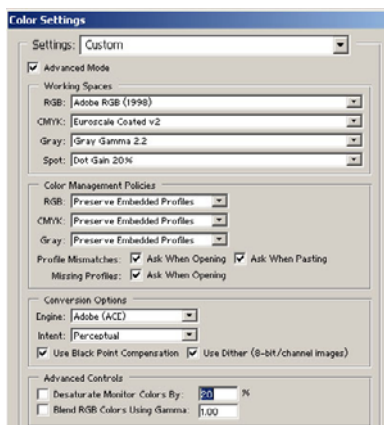 Color Settings
Settings: Custom
Advanced Mode
Working Spaces
RGB: Adobe RGB (1998)
CMYK: Euroscale Coated v2
Gray: Gray Gamma 2.2
Spot: Dot Gain 20%
Color Management Policies
RGB: Preserve Embedded Profiles
CMYK: Preserve Embedded Profiles
Gray: Preserve Embedded Profiles
Profile Mismatches: Ask When Opening Ask When Pasting
Missing Profiles: Ask When Opening
Conversion Options
Engine: Adobe (ACE)
Intent: Perceptual
Use Black Point Compensation Use Dither (8-bit/channel images)
Advanced Controls
Desaturate Monitor Colors By: 20 %
Blend RGB Colors Using Gamma: 1.00